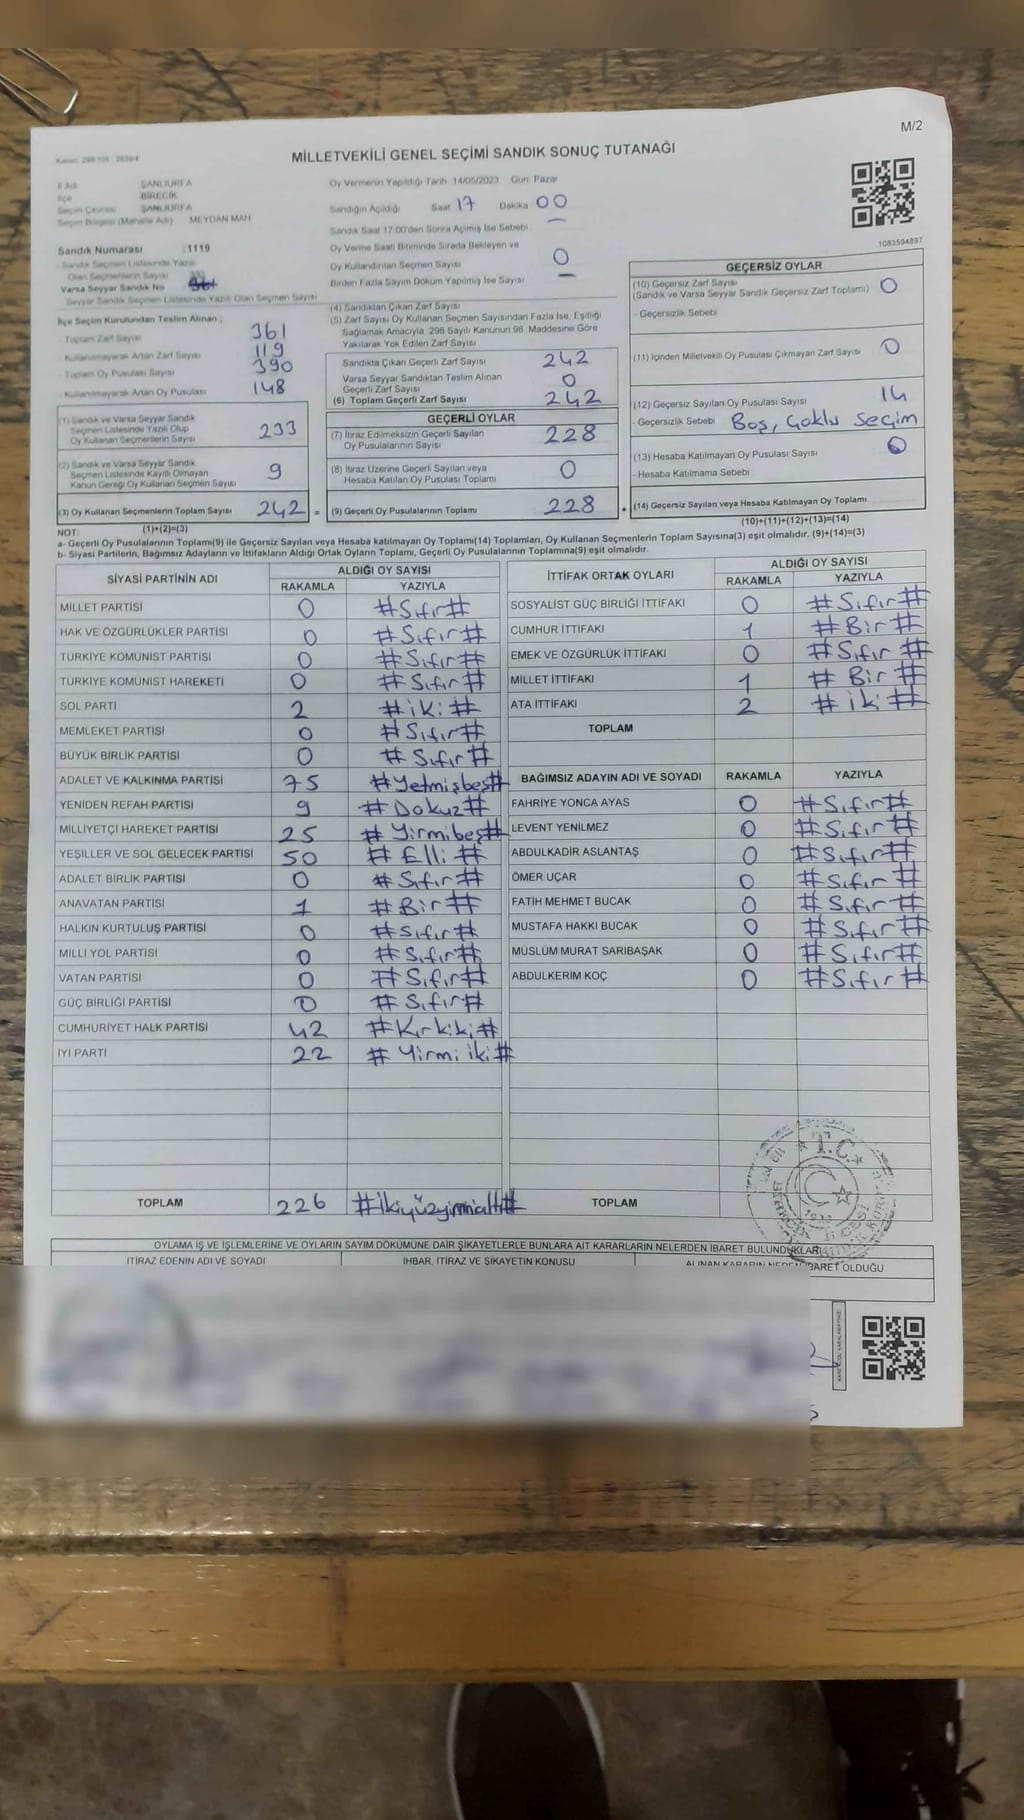 M/2
MİLLETVEKİLİ GENEL SEÇİMİ SANDIK SONUÇ TUTANAĞI
İl Adı : ŞANLIURFA
İlçe : BİRECİK
Seçim Çevresi : ŞANLIURFA
Seçim Bölgesi (Mahalle Adı) MEYDAN MAH
Sandık Numarası : 1119
Sandık Seçmen Listesinde Yazılı
Olan Seçmenlerin Sayısı
Varsa Seyyar Sandık No
Seyyar Sandık Seçmen Listesinde Yazılı Olan Seçmen Sayısı
İlçe Seçim Kurulundan Teslim Alınan ;
- Toplam Zarf Sayısı 361
- Kullanılmayarak Artan Zarf Sayısı 119
- Toplam Oy Pusulası Sayısı 390
- Kullanılmayarak Artan Oy Pusulası 148
(1) Sandık ve Varsa Seyyar Sandık
Seçmen Listesinde Yazılı Olup
Oy Kullanan Seçmenlerin Sayısı 233
(2) Sandık ve Varsa Seyyar Sandık
Seçmen Listesinde Kayıtlı Olmayan
Kanun Gereği Oy Kullanan Seçmen Sayısı 9
(3) Oy Kullanan Seçmenlerin Toplam Sayısı 242 =
(1)+(2)=(3)
Oy Vermenin Yapıldığı Tarih 14/05/2023 Gün: Pazar
Sandığın Açıldığı Saat 17 Dakika 00
Sandık Saat 17.00'den Sonra Açılmış İse Sebebi :
Oy Verme Saati Bitiminde Sırada Bekleyen ve
Oy Kullandırılan Seçmen Sayısı 0
Birden Fazla Sayım Dökum Yapılmış İse Sayısı
(4) Sandıktan Çıkan Zarf Sayısı
(5) Zarf Sayısı Oy Kullanan Seçmen Sayısından Fazla İse, Eşitliği
Sağlamak Amacıyla, 298 Sayılı Kanunun 98. Maddesine Göre
Yakılarak Yok Edilen Zarf Sayısı
Sandıkta Çıkan Geçerli Zarf Sayısı 242
Varsa Seyyar Sandıktan Teslim Alınan
Geçerli Zarf Sayısı 0
(6) Toplam Geçerli Zarf Sayısı 242
GEÇERLİ OYLAR
(7) İtiraz Edilmeksizin Geçerli Sayılan
Oy Pusulalarının Sayısı 228
(8) İtiraz Üzerine Geçerli Sayılan veya
Hesaba Katılan Oy Pusulası Toplamı 0
(9) Geçerli Oy Pusulalarının Toplamı 228 +
1083594897
GEÇERSİZ OYLAR
(10) Geçersiz Zarf Sayısı 0
(Sandık ve Varsa Seyyar Sandık Geçersiz Zarf Toplamı)
- Geçersizlik Sebebi
(11) İçinden Milletvekili Oy Pusulası Çıkmayan Zarf Sayısı 0
(12) Geçersiz Sayılan Oy Pusulası Sayısı 14
- Geçersizlik Sebebi Boş, Çoklu Seçim
(13) Hesaba Katılmayan Oy Pusulası Sayısı 0
- Hesaba Katılmama Sebebi
(14) Geçersiz Sayılan veya Hesaba Katılmayan Oy Toplamı
(10)+(11)+(12)+(13)=(14)
NOT:
a- Geçerli Oy Pusulalarının Toplamı(9) ile Geçersiz Sayılan veya Hesaba katılmayan Oy Toplamı(14) Toplamları, Oy Kullanan Seçmenlerin Toplam Sayısına(3) eşit olmalıdır. (9)+(14)=(3)
b- Siyasi Partilerin, Bağımsız Adayların ve İttifakların Aldığı Ortak Oyların Toplamı, Geçerli Oy Pusulalarının Toplamına(9) eşit olmalıdır.
SİYASİ PARTİNİN ADI ALDIĞI OY SAYISI
RAKAMLA YAZIYLA
MİLLET PARTİSİ 0 #Sıfır#
HAK VE ÖZGÜRLÜKLER PARTİSİ 0 #Sıfır#
TÜRKİYE KOMÜNİST PARTİSİ 0 #Sıfır#
TÜRKİYE KOMÜNİST HAREKETİ 0 #Sıfır#
SOL PARTİ 2 #iki#
MEMLEKET PARTİSİ 0 #Sıfır#
BÜYÜK BİRLİK PARTİSİ 0 #Sıfır#
ADALET VE KALKINMA PARTİSİ 75 #Yetmişbeş#
YENİDEN REFAH PARTİSİ 9 #Dokuz#
MİLLİYETÇİ HAREKET PARTİSİ 25 #Yirmibeş#
YEŞİLLER VE SOL GELECEK PARTİSİ 50 #Elli#
ADALET BİRLİK PARTİSİ 0 #Sıfır#
ANAVATAN PARTİSİ 1 #Bir#
HALKIN KURTULUŞ PARTİSİ 0 #Sıfır#
MİLLİ YOL PARTİSİ 0 #Sıfır#
VATAN PARTİSİ 0 #Sıfır#
GÜÇ BİRLİĞİ PARTİSİ 0 #Sıfır#
CUMHURİYET HALK PARTİSİ 42 #Kırkiki#
İYİ PARTİ 22 #Yirmi iki#
TOPLAM 226 #ikiyüzyirmialtı#
İTTİFAK ORTAK OYLARI ALDIĞI OY SAYISI
RAKAMLA YAZIYLA
SOSYALİST GÜÇ BİRLİĞİ İTTİFAKI 0 #Sıfır#
CUMHUR İTTİFAKI 1 #Bir#
EMEK VE ÖZGÜRLÜK İTTİFAKI 0 #Sıfır#
MİLLET İTTİFAKI 1 #Bir#
ATA İTTİFAKI 2 #iki#
TOPLAM
BAĞIMSIZ ADAYIN ADI VE SOYADI RAKAMLA YAZIYLA
FAHRİYE YONCA AYAS 0 #Sıfır#
LEVENT YENİLMEZ 0 #Sıfır#
ABDULKADİR ASLANTAŞ 0 #Sıfır#
ÖMER UÇAR 0 #Sıfır#
FATİH MEHMET BUCAK 0 #Sıfır#
MUSTAFA HAKKI BUCAK 0 #Sıfır#
MÜSLÜM MURAT SARIBAŞAK 0 #Sıfır#
ABDULKERİM KOÇ 0 #Sıfır#
TOPLAM
T.C.
OYLAMA İŞ VE İŞLEMLERİNE VE OYLARIN SAYIM DÖKÜMÜNE DAİR ŞİKAYETLERLE BUNLARA AİT KARARLARIN NELERDEN İBARET BULUNDUKLARI
İTİRAZ EDENİN ADI VE SOYADI İHBAR, İTİRAZ VE ŞİKAYETİN KONUSU ALINAN KARARIN NEDEN İBARET OLDUĞU